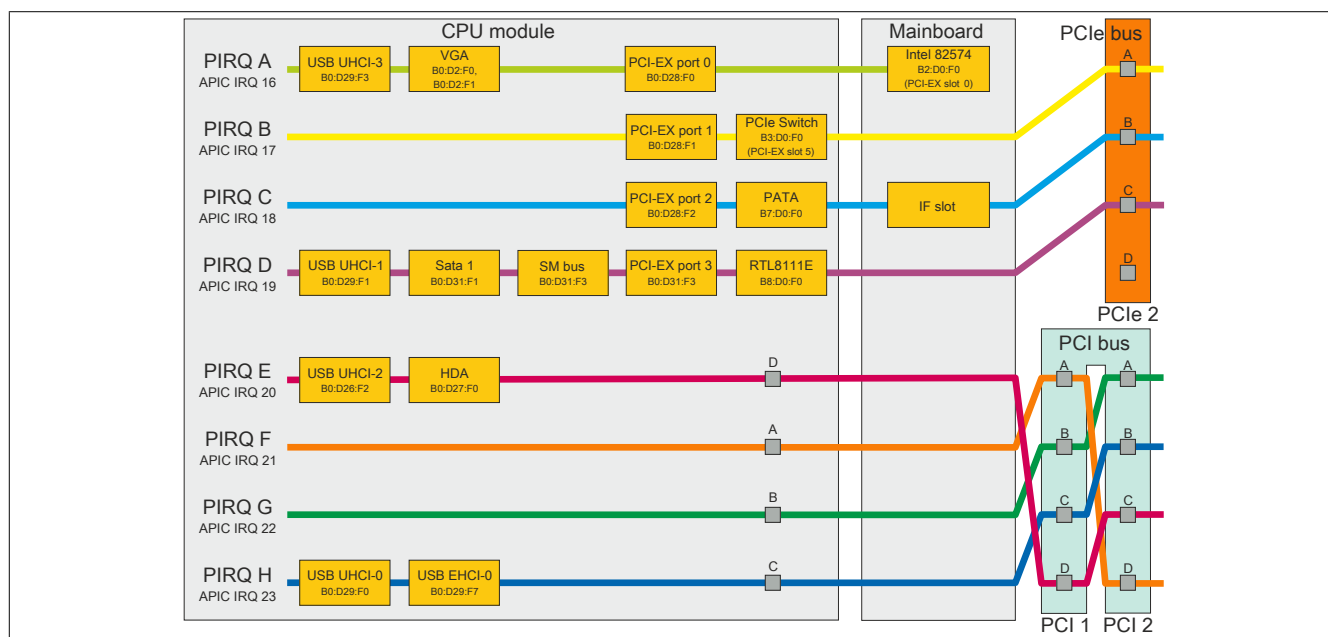 CPU module
Mainboard
PCIe bus
PIRQ A
APIC IRQ 16
USB UHCI-3
B0:D29:F3
VGA
B0:D2:F0,
B0:D2:F1
PCI-EX port 0
B0:D28:F0
Intel 82574
B2:D0:F0
(PCI-EX slot 0)
A
PIRQ B
APIC IRQ 17
PCI-EX port 1
B0:D28:F1
PCIe Switch
B3:D0:F0
(PCI-EX slot 5)
B
PIRQ C
APIC IRQ 18
PCI-EX port 2
B0:D28:F2
PATA
B7:D0:F0
IF slot
C
PIRQ D
APIC IRQ 19
USB UHCI-1
B0:D29:F1
Sata 1
B0:D31:F1
SM bus
B0:D31:F3
PCI-EX port 3
B0:D31:F3
RTL8111E
B8:D0:F0
D
PCIe 2
PCI bus
PIRQ E
APIC IRQ 20
USB UHCI-2
B0:D26:F2
HDA
B0:D27:F0
D
A
A
PIRQ F
APIC IRQ 21
A
B
B
PIRQ G
APIC IRQ 22
B
C
C
PIRQ H
APIC IRQ 23
USB UHCI-0
B0:D29:F0
USB EHCI-0
B0:D29:F7
C
D
D
PCI 1
PCI 2